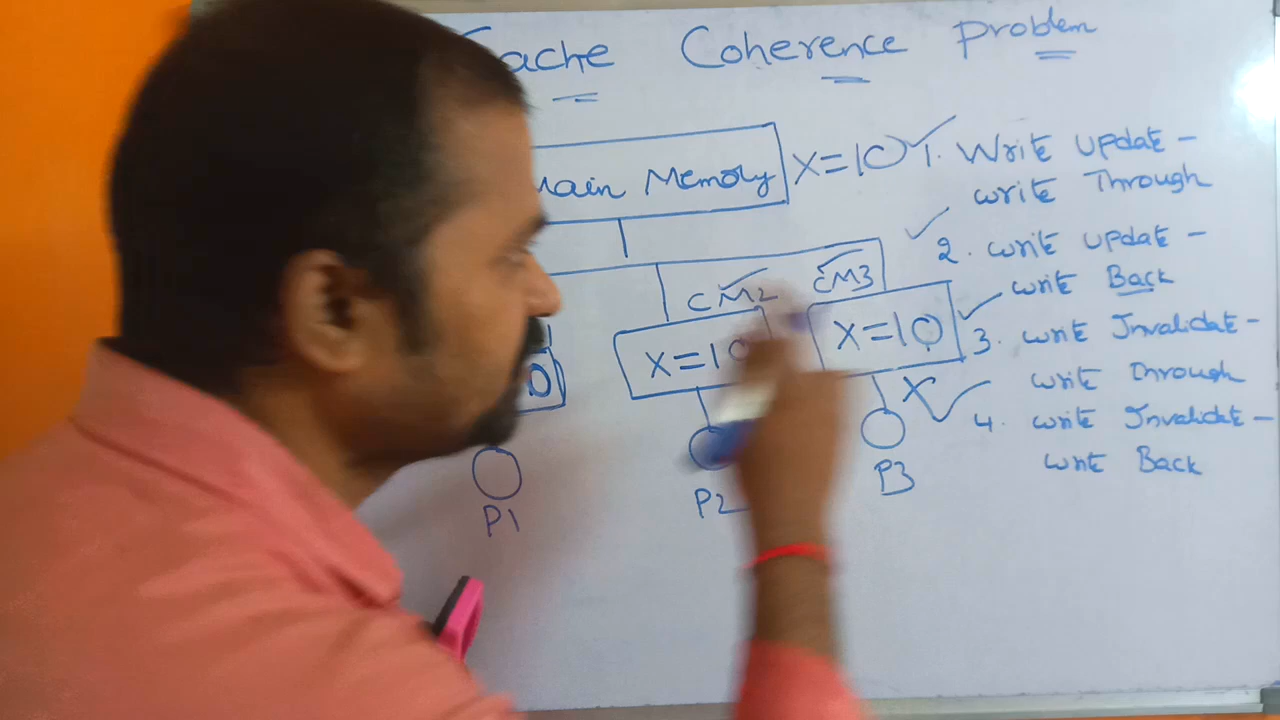 Cache Coherence Problem
Main Memory X=10
1. Write Update -
write Through
2. write update -
write Back
CM2 CM3
X=10 X=10
3. write Invalidate -
write Through
X
4. write Invalidate -
write Back
P1 P2 P3